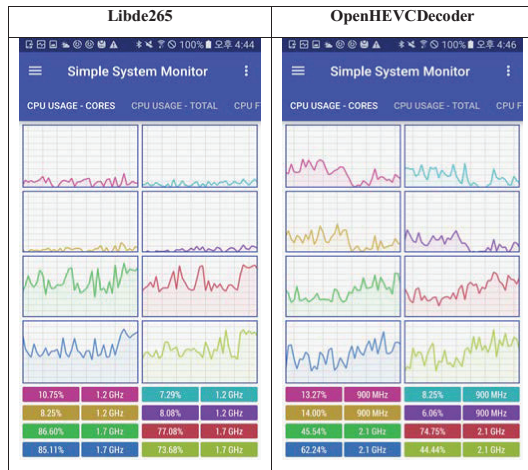 Libde265
OpenHEVCDecoder
100% 오후 4:44
Simple System Monitor
CPU USAGE - CORES CPU USAGE - TOTAL CPU F
10.75% 1.2 GHz 7.29% 1.2 GHz
8.25% 1.2 GHz 8.08% 1.2 GHz
86.60% 1.7 GHz 77.08% 1.7 GHz
85.11% 1.7 GHz 73.68% 1.7 GHz
100% 오후 4:46
Simple System Monitor
CPU USAGE - CORES CPU USAGE - TOTAL CPU F
13.27% 900 MHz 8.25% 900 MHz
14.00% 900 MHz 6.06% 900 MHz
45.54% 2.1 GHz 74.75% 2.1 GHz
62.24% 2.1 GHz 44.44% 2.1 GHz